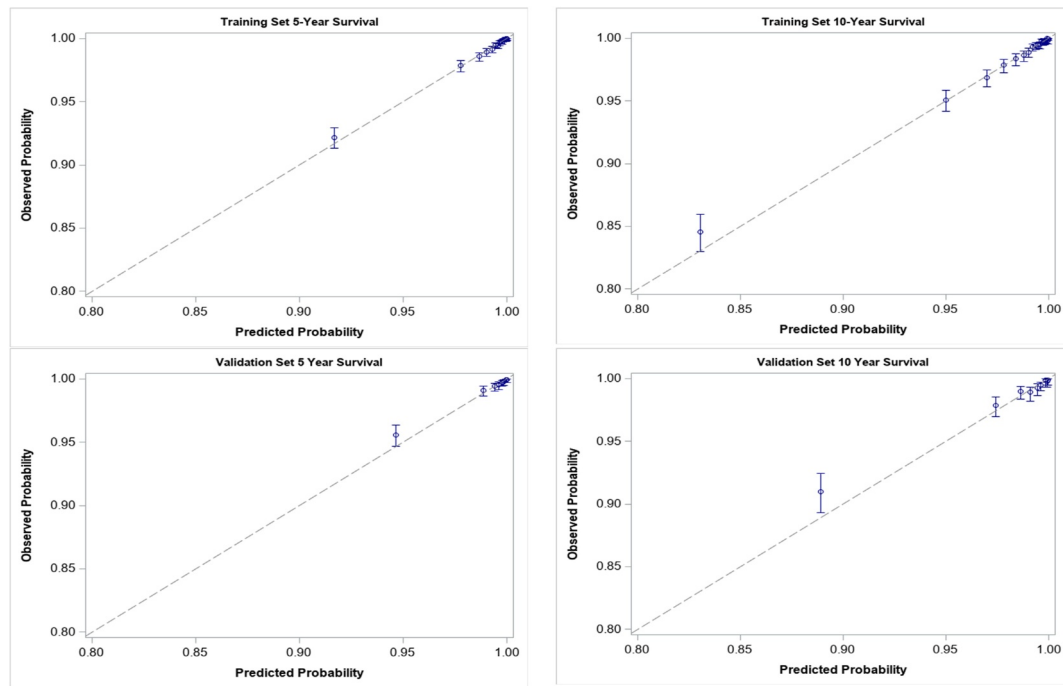 Training Set 5-Year Survival
1.00
0.95
0.90
0.85
0.80
Observed Probability
0.80 0.85 0.90 0.95 1.00
Predicted Probability
Training Set 10-Year Survival
1.00
0.95
0.90
0.85
0.80
Observed Probability
0.80 0.85 0.90 0.95 1.00
Predicted Probability
Validation Set 5 Year Survival
1.00
0.95
0.90
0.85
0.80
Observed Probability
0.80 0.85 0.90 0.95 1.00
Predicted Probability
Validation Set 10 Year Survival
1.00
0.95
0.90
0.85
0.80
Observed Probability
0.80 0.85 0.90 0.95 1.00
Predicted Probability